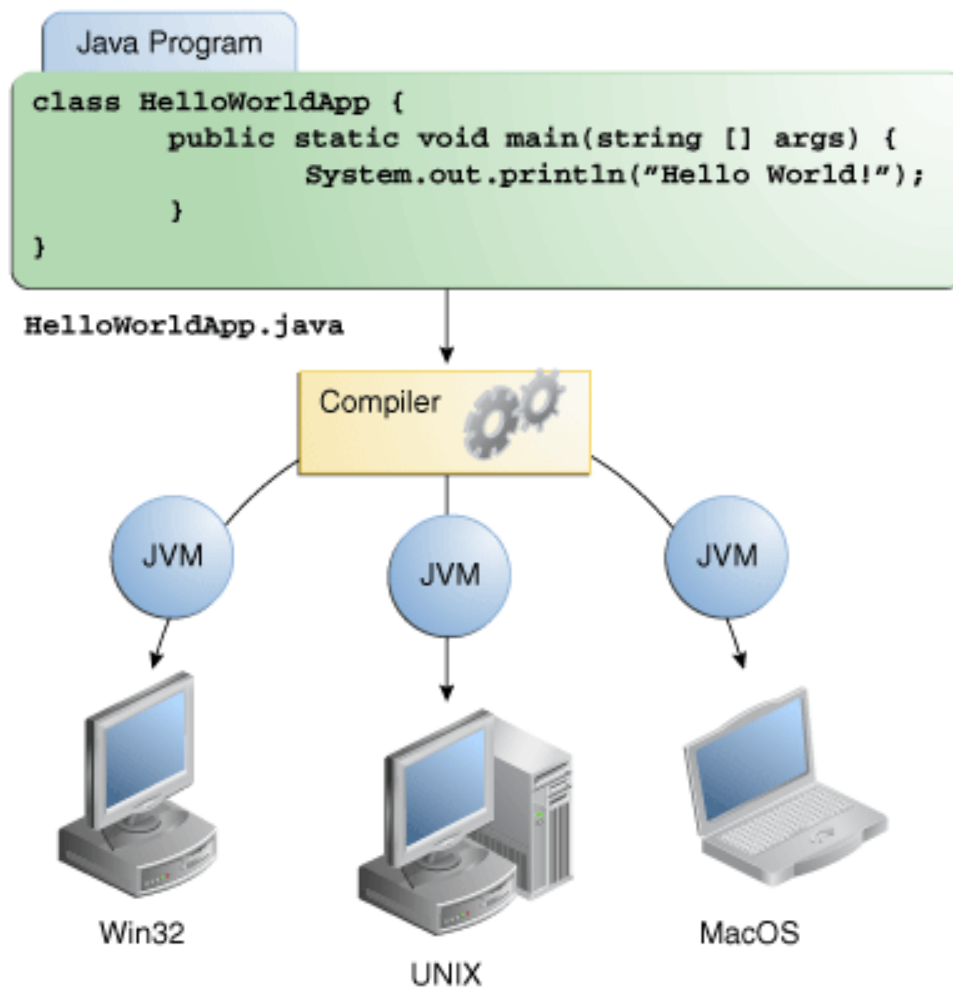 Java Program
class HelloWorldApp {
        public static void main(string [] args) {
                System.out.println("Hello World!");
        }
}
HelloWorldApp.java
Compiler
JVM
JVM
JVM
Win32
UNIX
MacOS